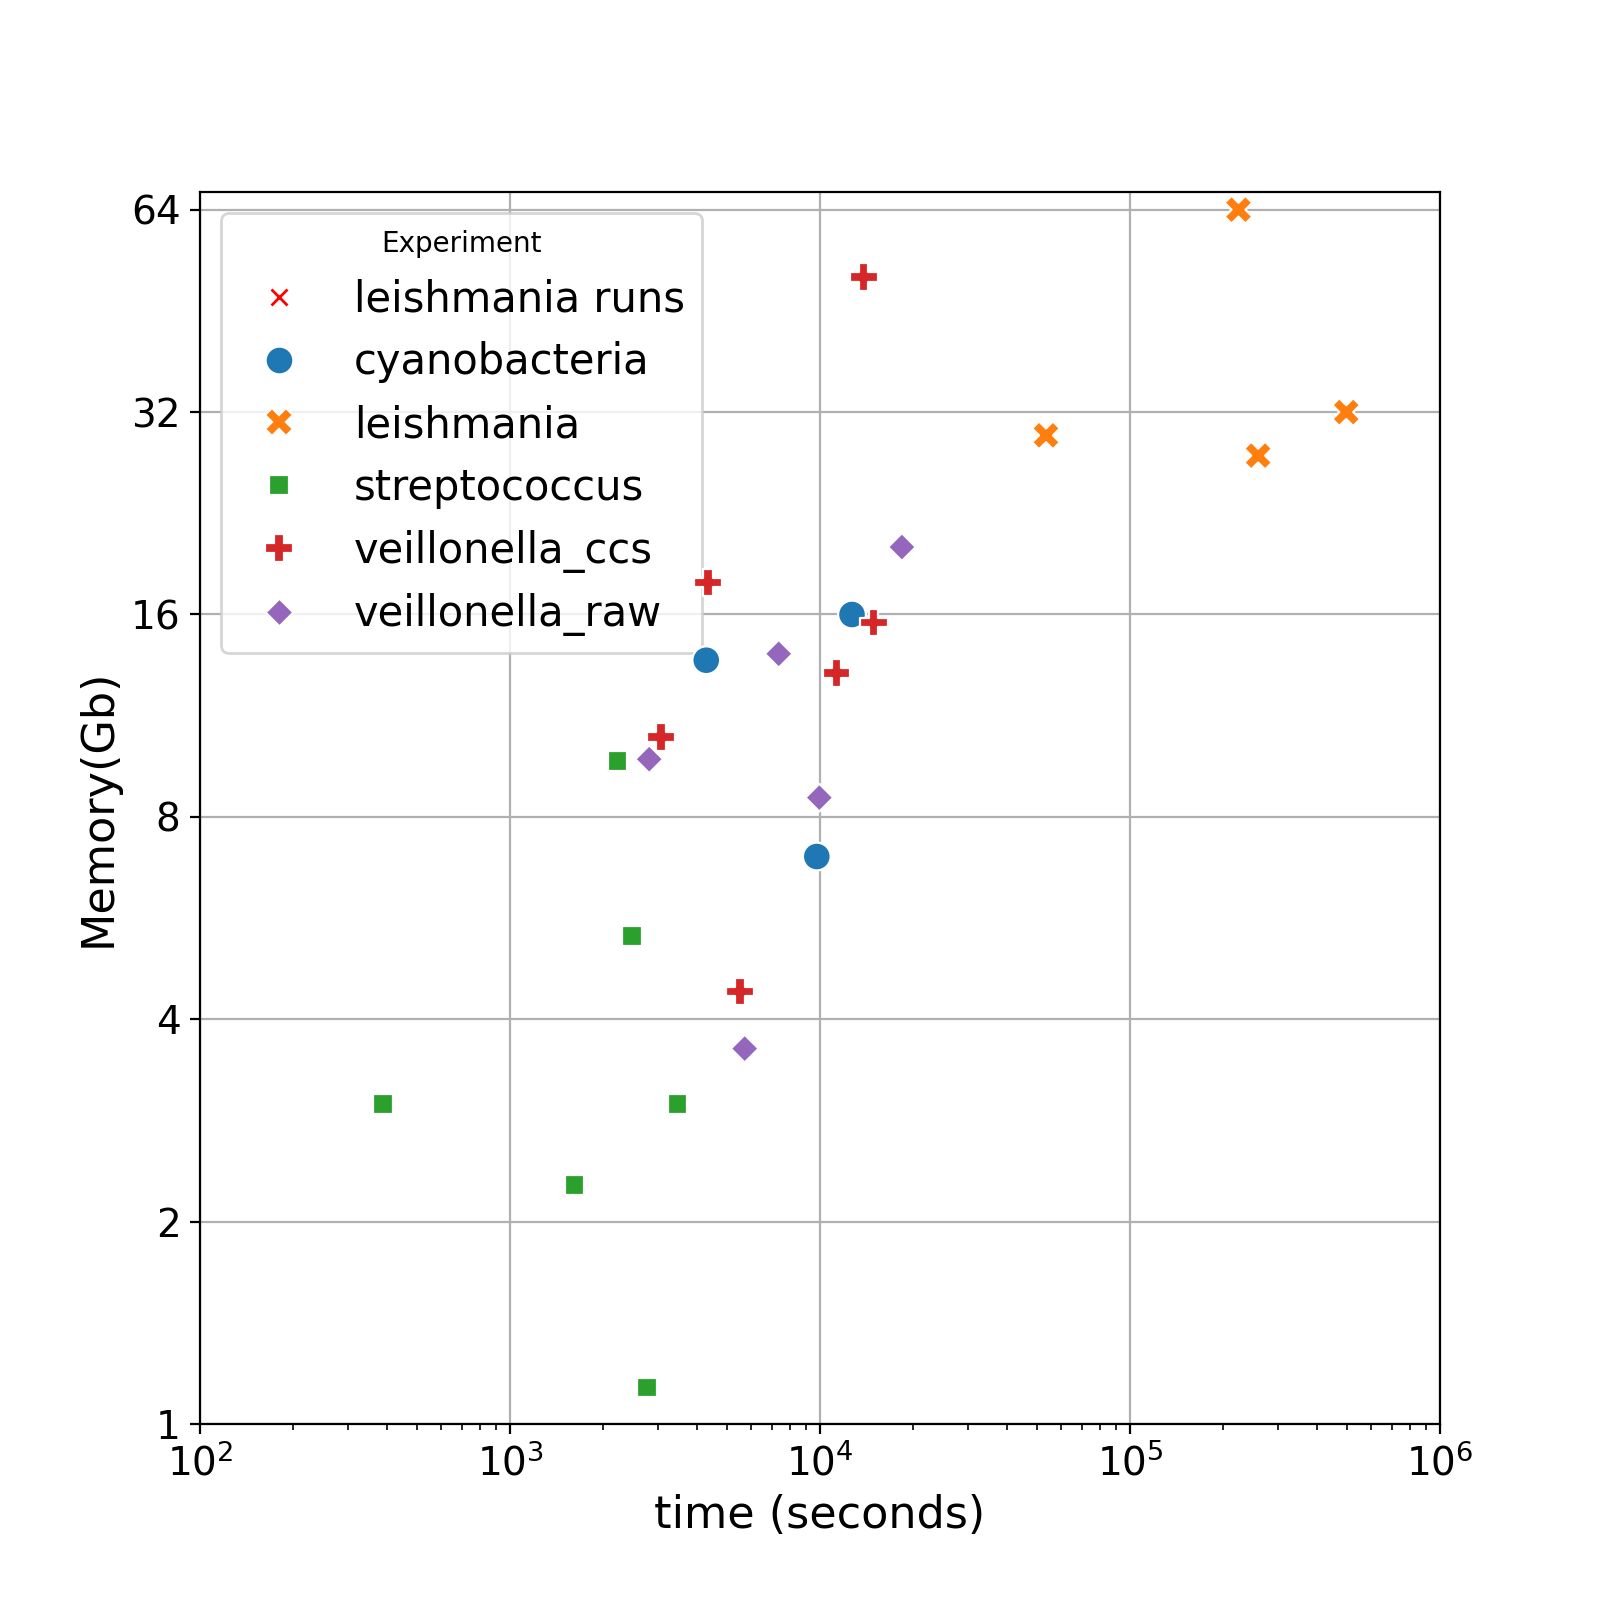 Experiment
leishmania runs
cyanobacteria
leishmania
streptococcus
veillonella_ccs
veillonella_raw
64
32
16
8
4
2
1
Memory(Gb)
10²
10³
10⁴
10⁵
10⁶
time (seconds)